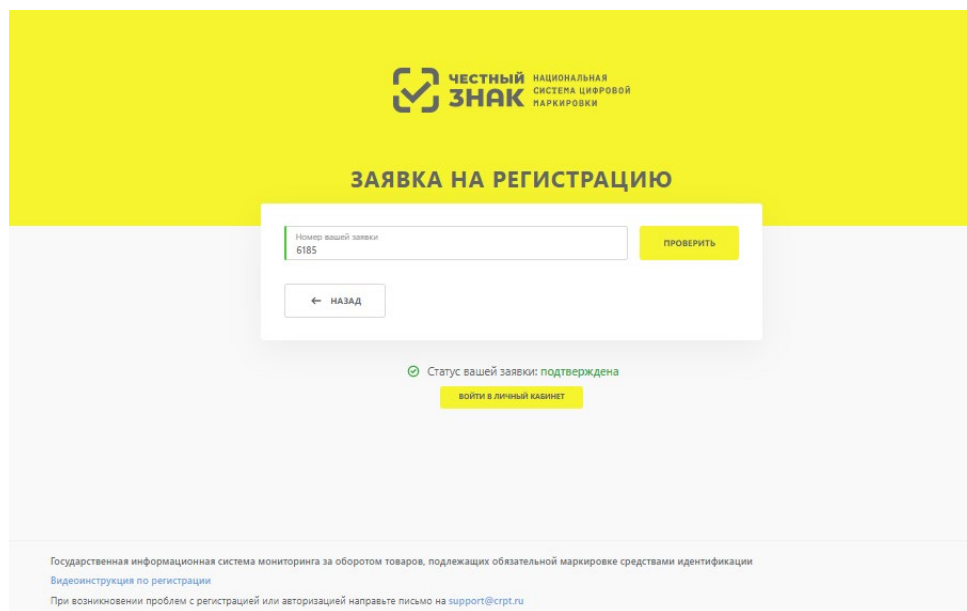 ЧЕСТНЫЙ
ЗНАК
НАЦИОНАЛЬНАЯ
СИСТЕМА ЦИФРОВОЙ
МАРКИРОВКИ
ЗАЯВКА НА РЕГИСТРАЦИЮ
Номер вашей заявки
6185
ПРОВЕРИТЬ
← НАЗАД
Статус вашей заявки: подтверждена
ВОЙТИ В ЛИЧНЫЙ КАБИНЕТ
Государственная информационная система мониторинга за оборотом товаров, подлежащих обязательной маркировке средствами идентификации
Видеоинструкция по регистрации
При возникновении проблем с регистрацией или авторизацией направьте письмо на support@crpt.ru